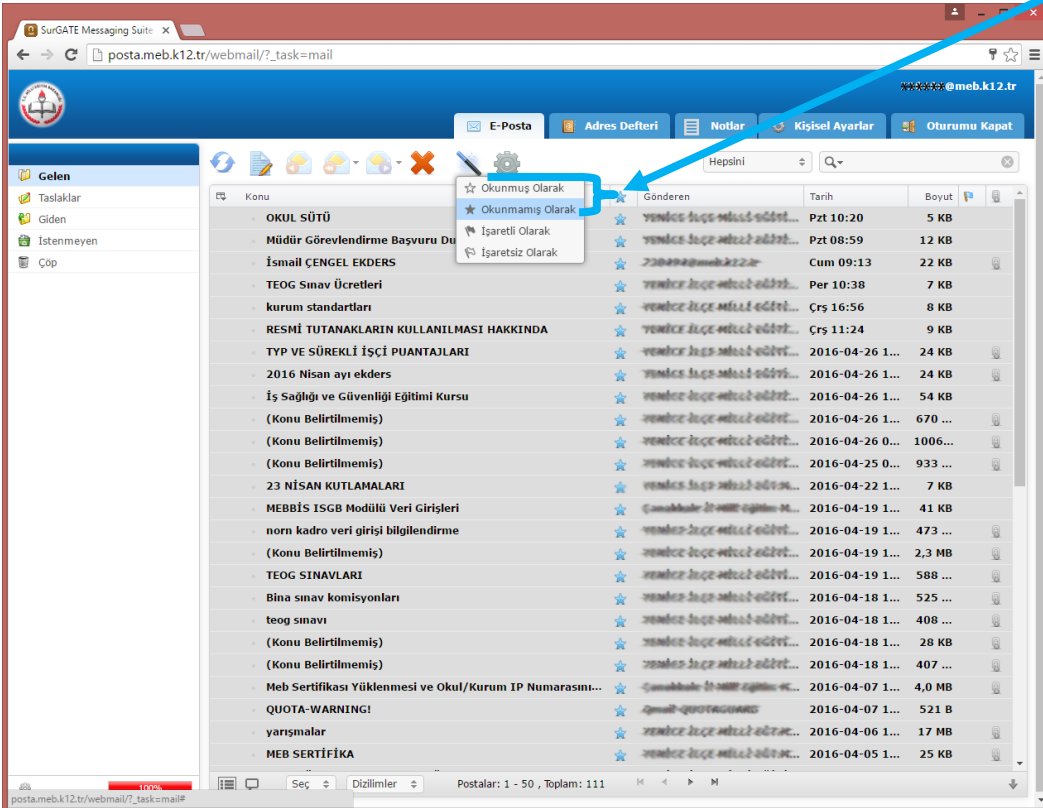 SurGATE Messaging Suite
posta.meb.k12.tr/webmail/?_task=mail
@meb.k12.tr
E-Posta Adres Defteri Notlar Kişisel Ayarlar Oturumu Kapat
Hepsini
Gelen
Taslaklar
Giden
İstenmeyen
Çöp
Okunmuş Olarak
Okunmamış Olarak
İşaretli Olarak
İşaretsiz Olarak
Konu Gönderen Tarih Boyut
OKUL SÜTÜ Pzt 10:20 5 KB
Müdür Görevlendirme Başvuru Du Pzt 08:59 12 KB
İsmail ÇENGEL EKDERS Cum 09:13 22 KB
TEOG Sınav Ücretleri Per 10:38 7 KB
kurum standartları Çrş 16:56 8 KB
RESMİ TUTANAKLARIN KULLANILMASI HAKKINDA Çrş 11:24 9 KB
TYP VE SÜREKLİ İŞÇİ PUANTAJLARI 2016-04-26 1... 24 KB
2016 Nisan ayı ekders 2016-04-26 1... 24 KB
İş Sağlığı ve Güvenliği Eğitimi Kursu 2016-04-26 1... 54 KB
(Konu Belirtilmemiş) 2016-04-26 1... 670 ...
(Konu Belirtilmemiş) 2016-04-26 0... 1006...
(Konu Belirtilmemiş) 2016-04-25 0... 933 ...
23 NİSAN KUTLAMALARI 2016-04-22 1... 7 KB
MEBBİS ISGB Modülü Veri Girişleri 2016-04-19 1... 41 KB
norn kadro veri girişi bilgilendirme 2016-04-19 1... 473 ...
(Konu Belirtilmemiş) 2016-04-19 1... 2,3 MB
TEOG SINAVLARI 2016-04-19 1... 588 ...
Bina sınav komisyonları 2016-04-18 1... 525 ...
teog sınavı 2016-04-18 1... 408 ...
(Konu Belirtilmemiş) 2016-04-18 1... 28 KB
(Konu Belirtilmemiş) 2016-04-18 1... 407 ...
Meb Sertifikası Yüklenmesi ve Okul/Kurum IP Numarasını... 2016-04-07 1... 4,0 MB
QUOTA-WARNING! 2016-04-07 1... 521 B
yarışmalar 2016-04-06 1... 17 MB
MEB SERTİFİKA 2016-04-05 1... 25 KB
100%
Seç Dizilimler Postalar: 1 - 50 , Toplam: 111
posta.meb.k12.tr/webmail/?_task=mail#